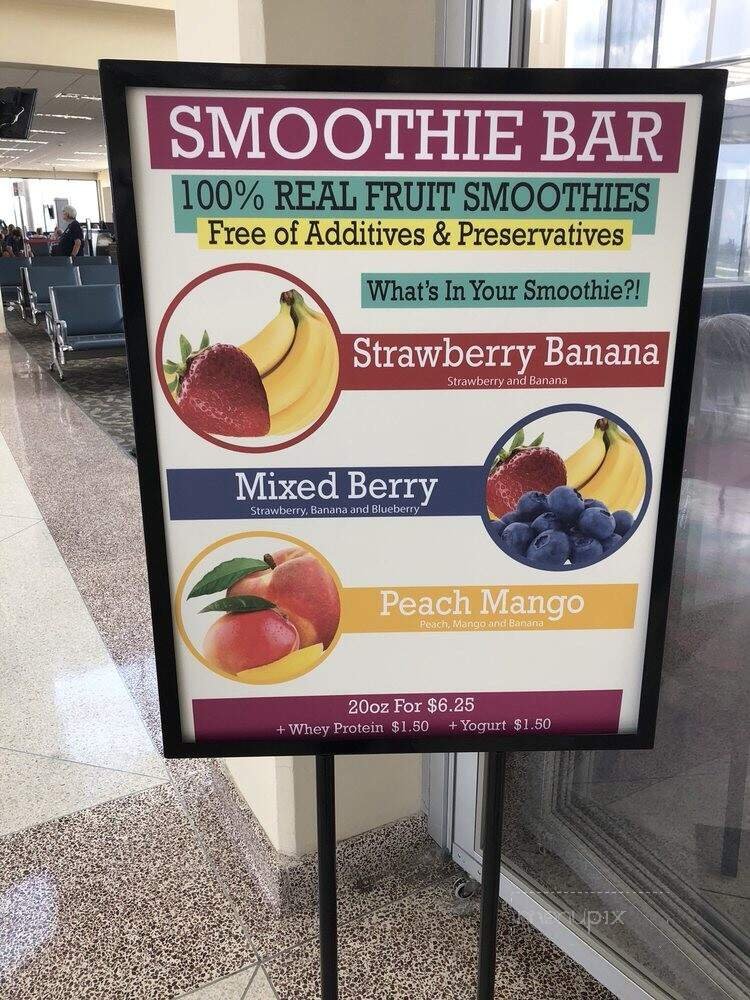 SMOOTHIE BAR
100% REAL FRUIT SMOOTHIES
Free of Additives & Preservatives
What's In Your Smoothie?!
Strawberry Banana
Strawberry and Banana
Mixed Berry
Strawberry, Banana and Blueberry
Peach Mango
Peach, Mango and Banana
20oz For $6.25
+ Whey Protein $1.50 + Yogurt $1.50
menupix